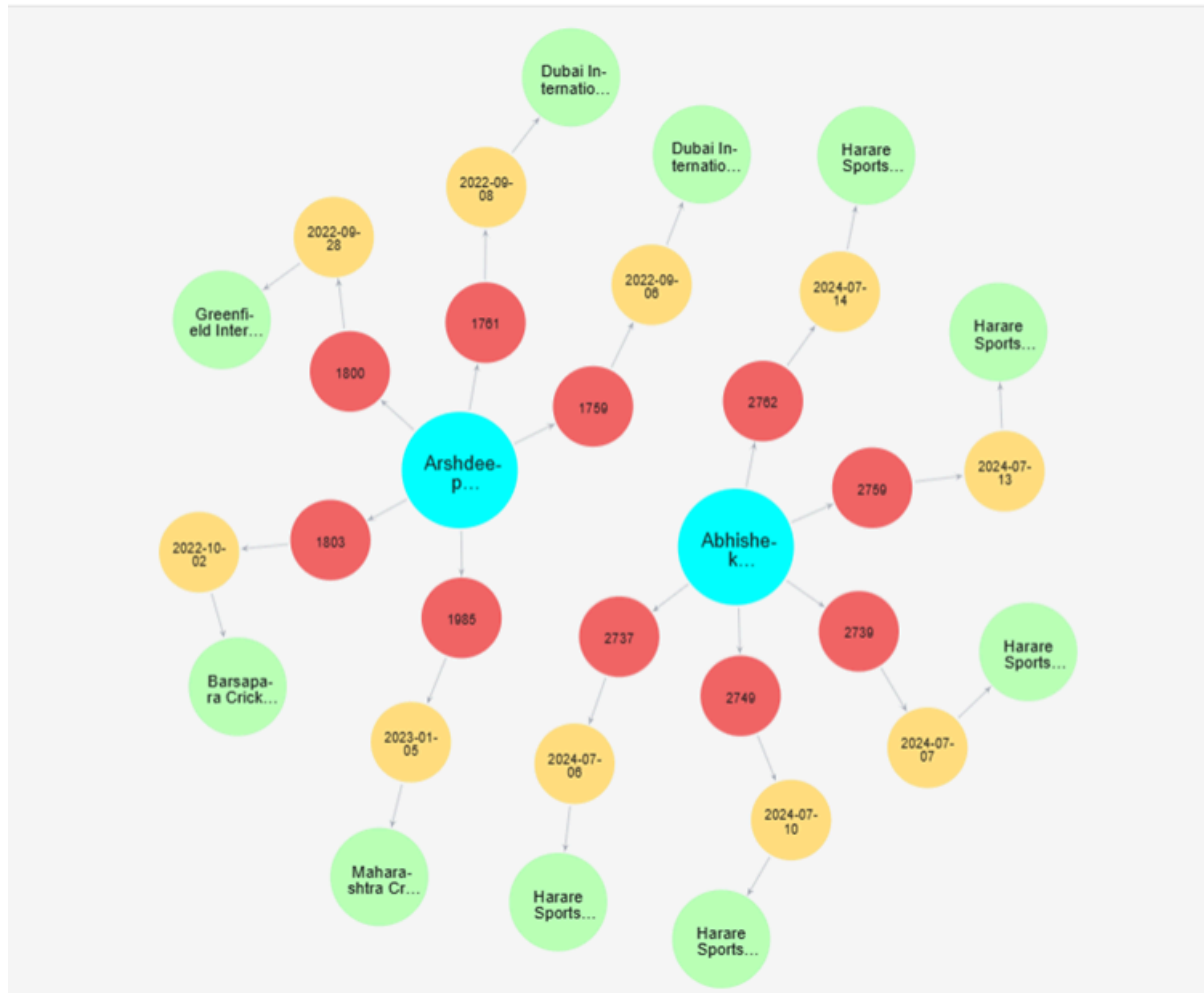 Dubai In-
ternatio...
Dubai In-
ternatio...
Harare
Sports...
2022-09-
08
2022-09-
28
2022-09-
06
2024-07-
14
Greenfi-
eld Inter...
Harare
Sports...
1761
1800
1759
2762
Arshdee-
p...
2024-07-
13
2759
1803
2022-10-
02
Abhishe-
k...
1985
2737
2739
2749
Harare
Sports...
Barsapa-
ra Crick...
2023-01-
05
2024-07-
06
2024-07-
07
2024-07-
10
Mahara-
shtra Cr...
Harare
Sports...
Harare
Sports...